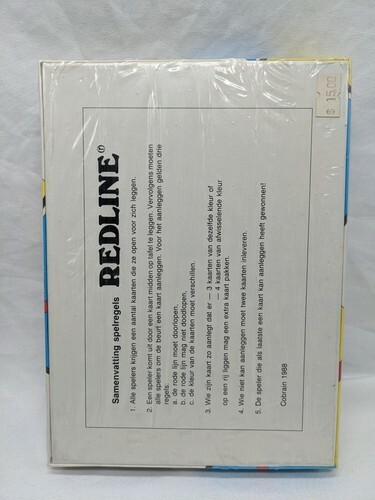 Samenvatting spelregels REDLINE ®
1. Alle spelers krijgen een aantal kaarten die ze open voor zich leggen.
2. Een speler komt uit door een kaart midden op tafel te leggen. Vervolgens moeten
alle spelers om de beurt een kaart aanleggen. Voor het aanleggen gelden drie
regels.
a. de rode lijn moet doorlopen.
b. de rode lijn mag niet doodlopen.
c. de kleur van de kaarten moet verschillen.
3. Wie zijn kaart zo aanlegt dat er — 3 kaarten van dezelfde kleur of
— 4 kaarten van afwisselende kleur
op een rij liggen mag een extra kaart pakken.
4. Wie niet kan aanleggen moet twee kaarten inleveren.
5. De speler die als laatste een kaart kan aanleggen heeft gewonnen!
Cobrain 1988
$ 15.00